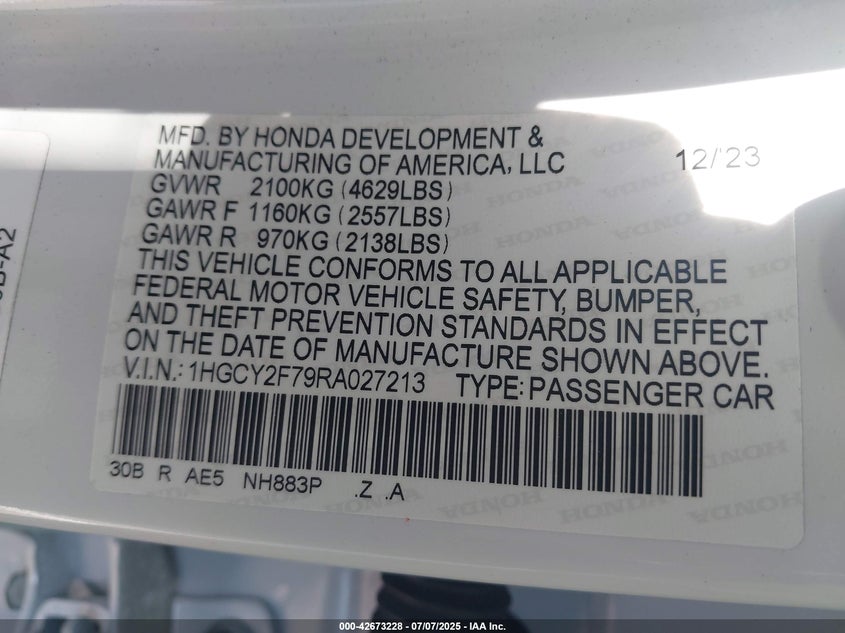 MFD. BY HONDA DEVELOPMENT &
MANUFACTURING OF AMERICA, LLC 12/'23
GVWR 2100KG (4629LBS)
GAWR F 1160KG (2557LBS)
GAWR R 970KG (2138LBS)
THIS VEHICLE CONFORMS TO ALL APPLICABLE
FEDERAL MOTOR VEHICLE SAFETY, BUMPER,
AND THEFT PREVENTION STANDARDS IN EFFECT
ON THE DATE OF MANUFACTURE SHOWN ABOVE.
V.I.N.: 1HGCY2F79RA027213 TYPE: PASSENGER CAR
30B R AE5 NH883P .Z .A
000-42673228 - 07/07/2025 - IAA Inc.